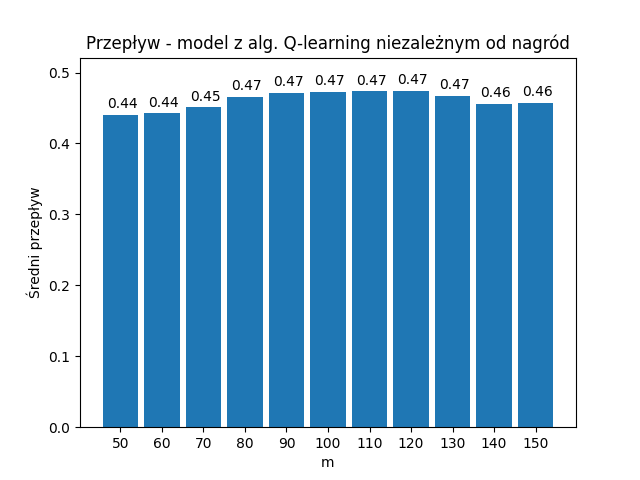 Przepływ - model z alg. Q-learning niezależnym od nagród
0.5
0.4
0.3
0.2
0.1
0.0
Średni przepływ
0.44 0.44 0.45 0.47 0.47 0.47 0.47 0.47 0.47 0.46 0.46
50 60 70 80 90 100 110 120 130 140 150
m